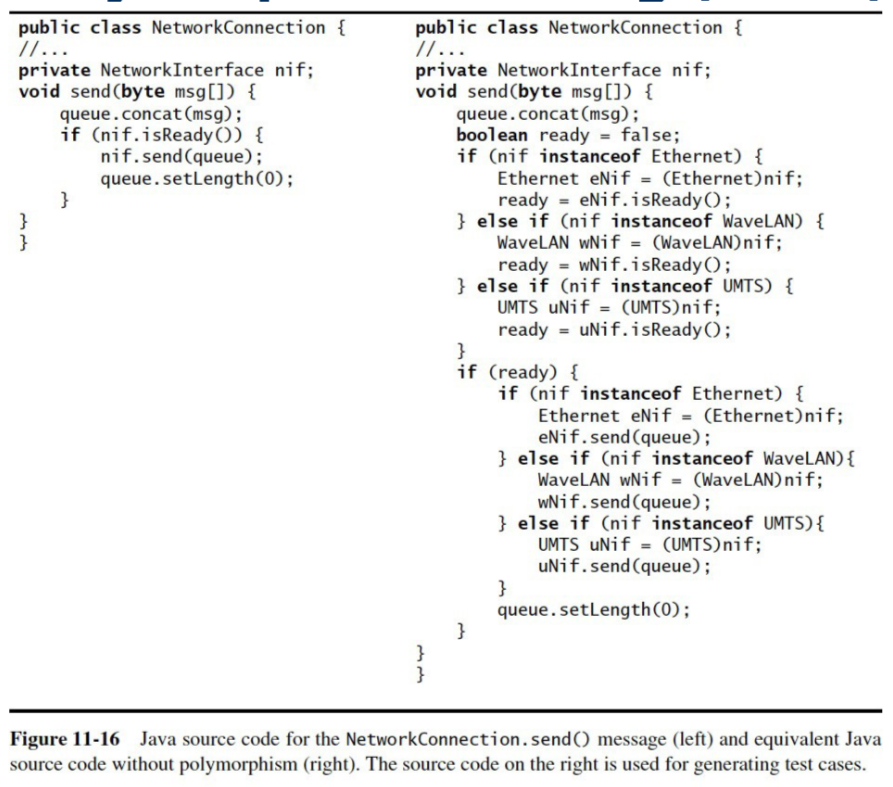 public class NetworkConnection {
//...
private NetworkInterface nif;
void send(byte msg[]) {
    queue.concat(msg);
    if (nif.isReady()) {
        nif.send(queue);
        queue.setLength(0);
    }
}
}
public class NetworkConnection {
//...
private NetworkInterface nif;
void send(byte msg[]) {
    queue.concat(msg);
    boolean ready = false;
    if (nif instanceof Ethernet) {
        Ethernet eNif = (Ethernet)nif;
        ready = eNif.isReady();
    } else if (nif instanceof WaveLAN) {
        WaveLAN wNif = (WaveLAN)nif;
        ready = wNif.isReady();
    } else if (nif instanceof UMTS) {
        UMTS uNif = (UMTS)nif;
        ready = uNif.isReady();
    }
    if (ready) {
        if (nif instanceof Ethernet) {
            Ethernet eNif = (Ethernet)nif;
            eNif.send(queue);
        } else if (nif instanceof WaveLAN){
            WaveLAN wNif = (WaveLAN)nif;
            wNif.send(queue);
        } else if (nif instanceof UMTS){
            UMTS uNif = (UMTS)nif;
            uNif.send(queue);
        }
        queue.setLength(0);
    }
}
}
Figure 11-16 Java source code for the NetworkConnection.send() message (left) and equivalent Java
source code without polymorphism (right). The source code on the right is used for generating test cases.